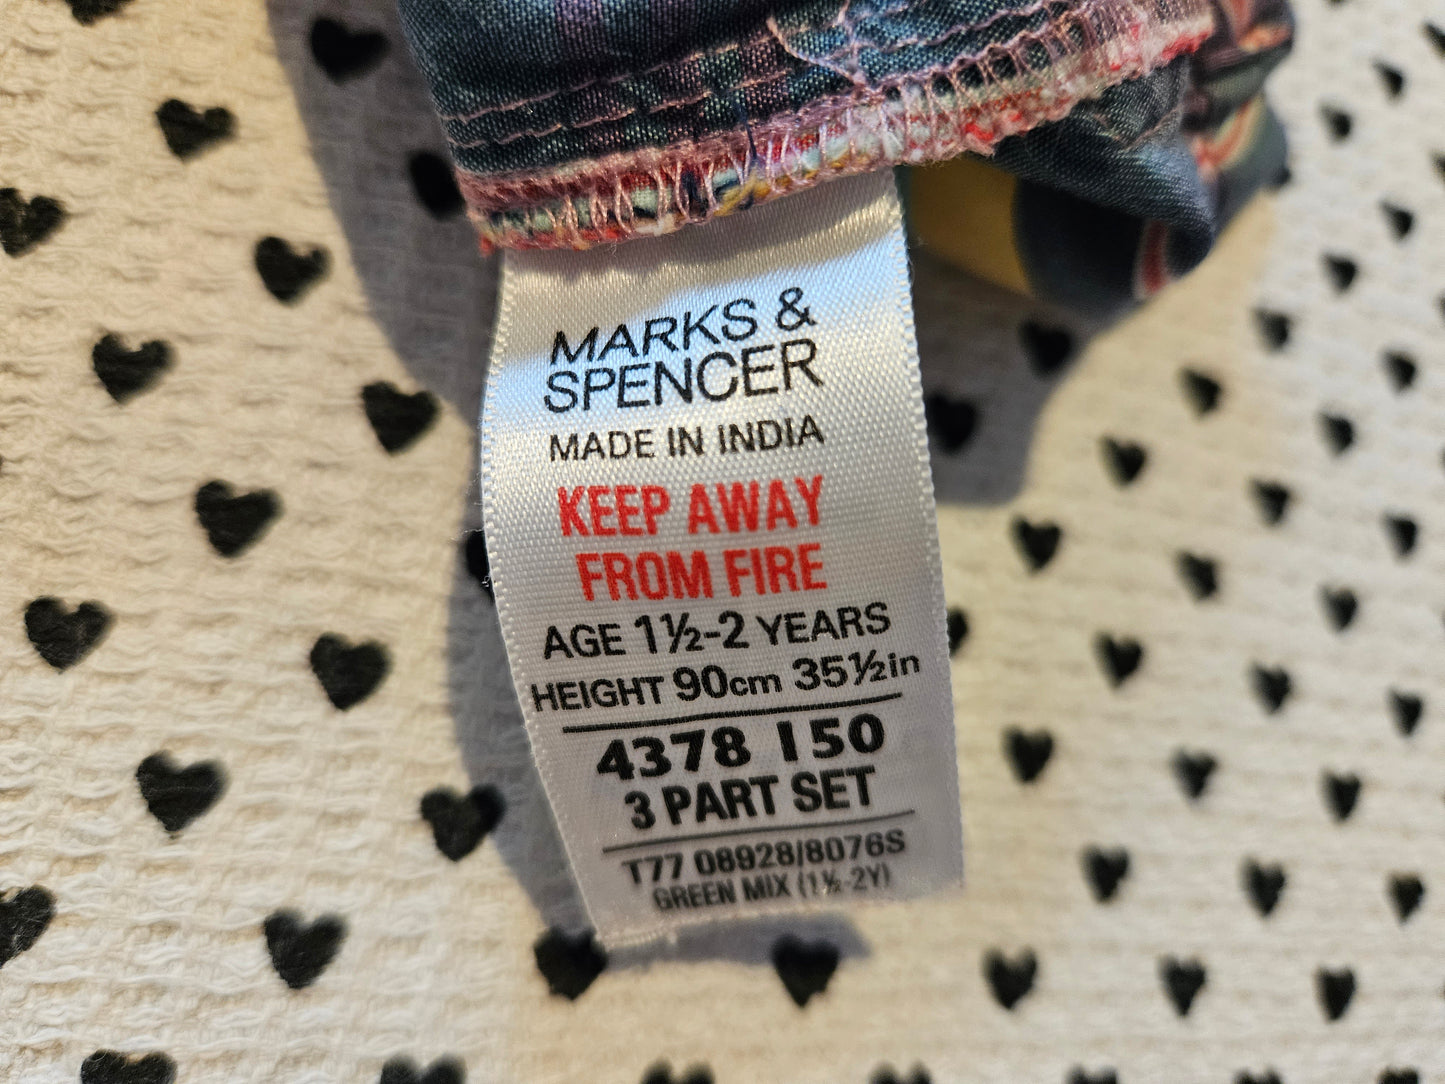 MARKS &
SPENCER
MADE IN INDIA
KEEP AWAY
FROM FIRE
AGE 1½-2 YEARS
HEIGHT 90cm 35½in
4378 150
3 PART SET
T77 08928/8076S
GREEN MIX (1½-2Y)